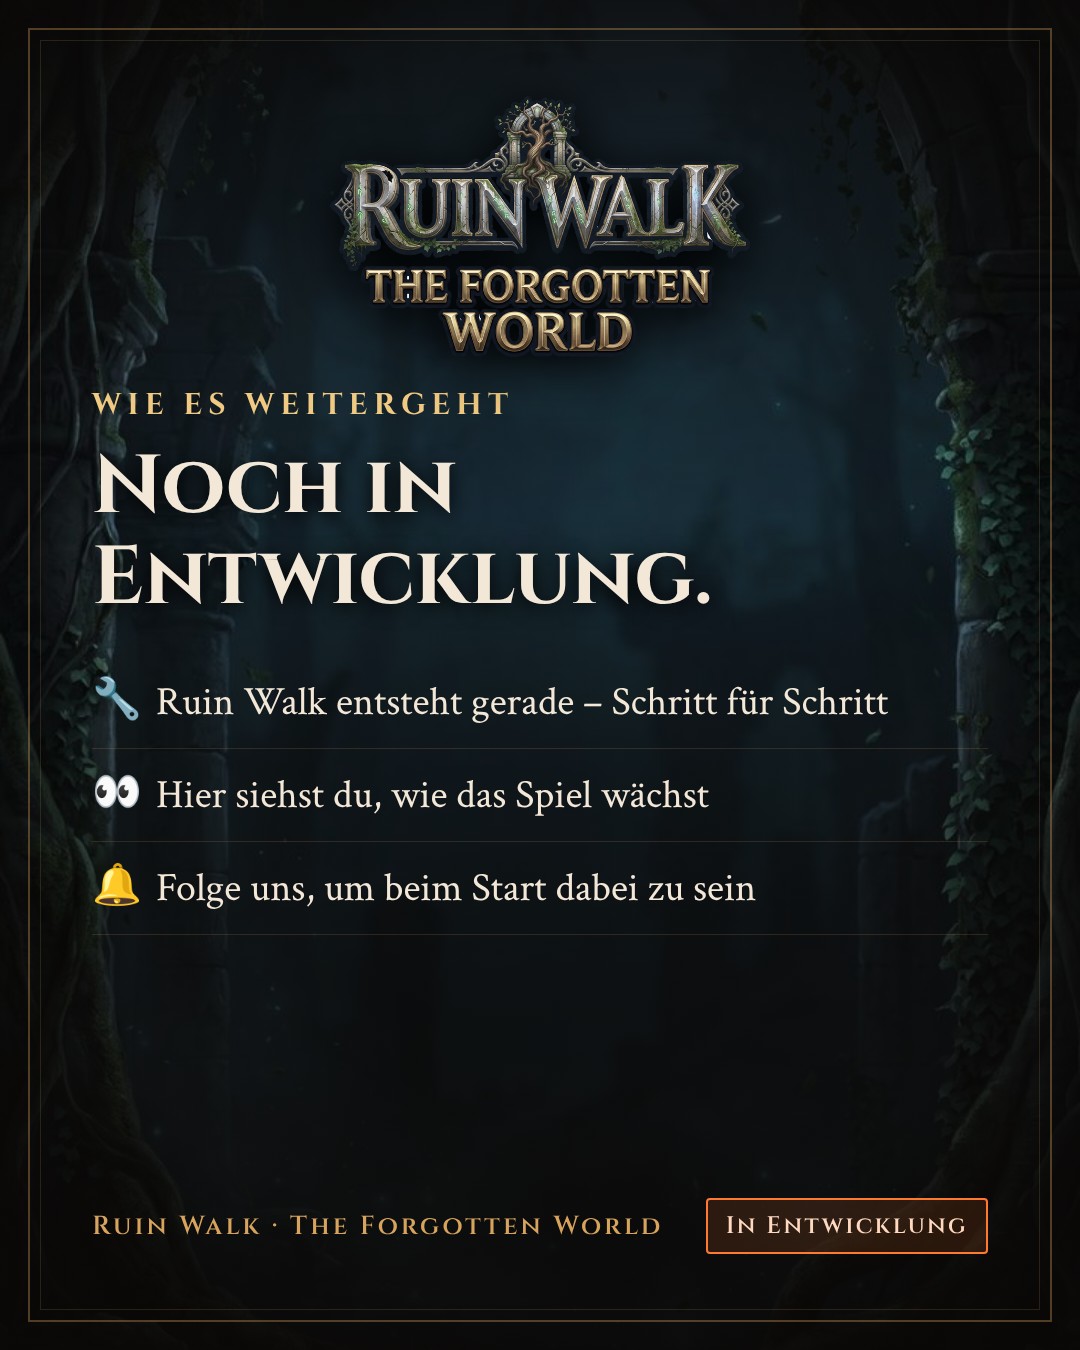 RUIN WALK
THE FORGOTTEN
WORLD
WIE ES WEITERGEHT
NOCH IN
ENTWICKLUNG.
🔧 Ruin Walk entsteht gerade – Schritt für Schritt
👀 Hier siehst du, wie das Spiel wächst
🔔 Folge uns, um beim Start dabei zu sein
Ruin Walk · The Forgotten World
In Entwicklung